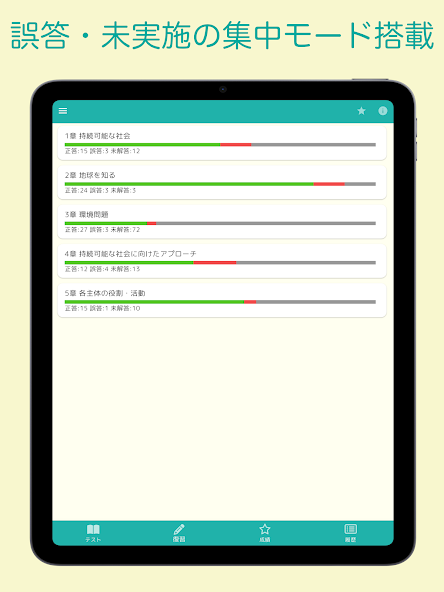 誤答・未実施の集中モード搭載
1章 持続可能な社会
正答:15 誤答:3 未解答:12
2章 地球を知る
正答:24 誤答:3 未解答:3
3章 環境問題
正答:27 誤答:3 未解答:72
4章 持続可能な社会に向けたアプローチ
正答:12 誤答:4 未解答:13
5章 各主体の役割・活動
正答:15 誤答:1 未解答:10
テスト 復習 成績 履歴